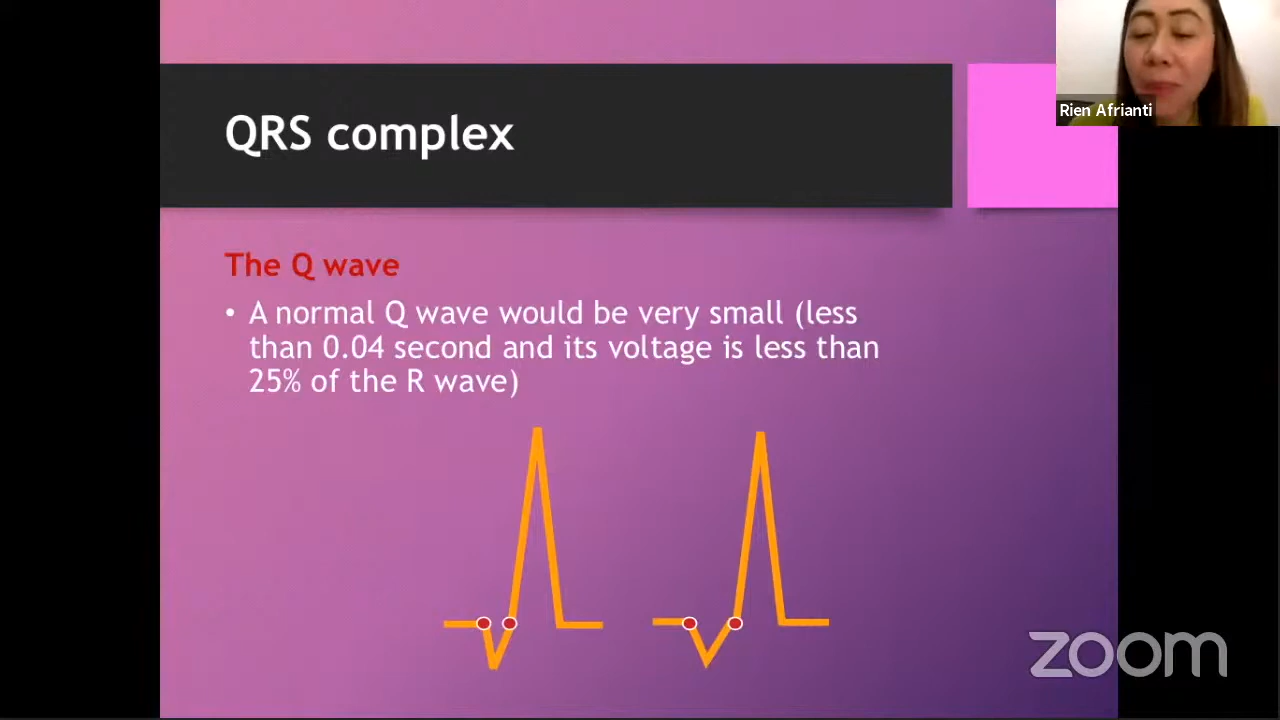 Rien Afrianti
QRS complex
The Q wave
• A normal Q wave would be very small (less
than 0.04 second and its voltage is less than
25% of the R wave)
zoom